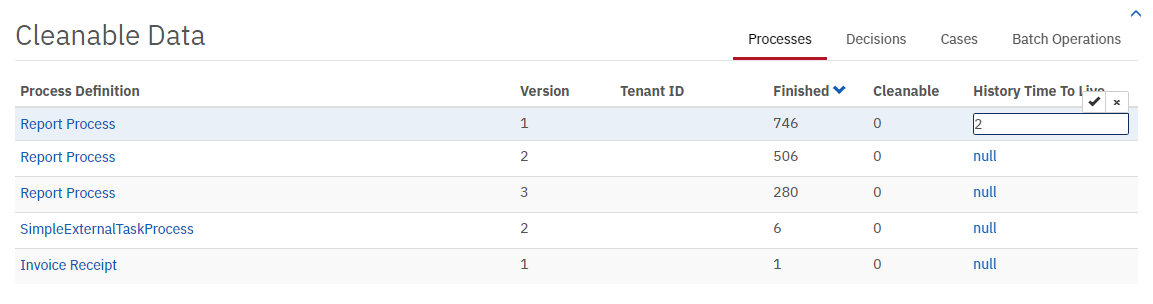 Cleanable Data
Processes Decisions Cases Batch Operations
Process Definition Version Tenant ID Finished Cleanable History Time To Live
Report Process 1 746 0 2
Report Process 2 506 0 null
Report Process 3 280 0 null
SimpleExternalTaskProcess 2 6 0 null
Invoice Receipt 1 1 0 null